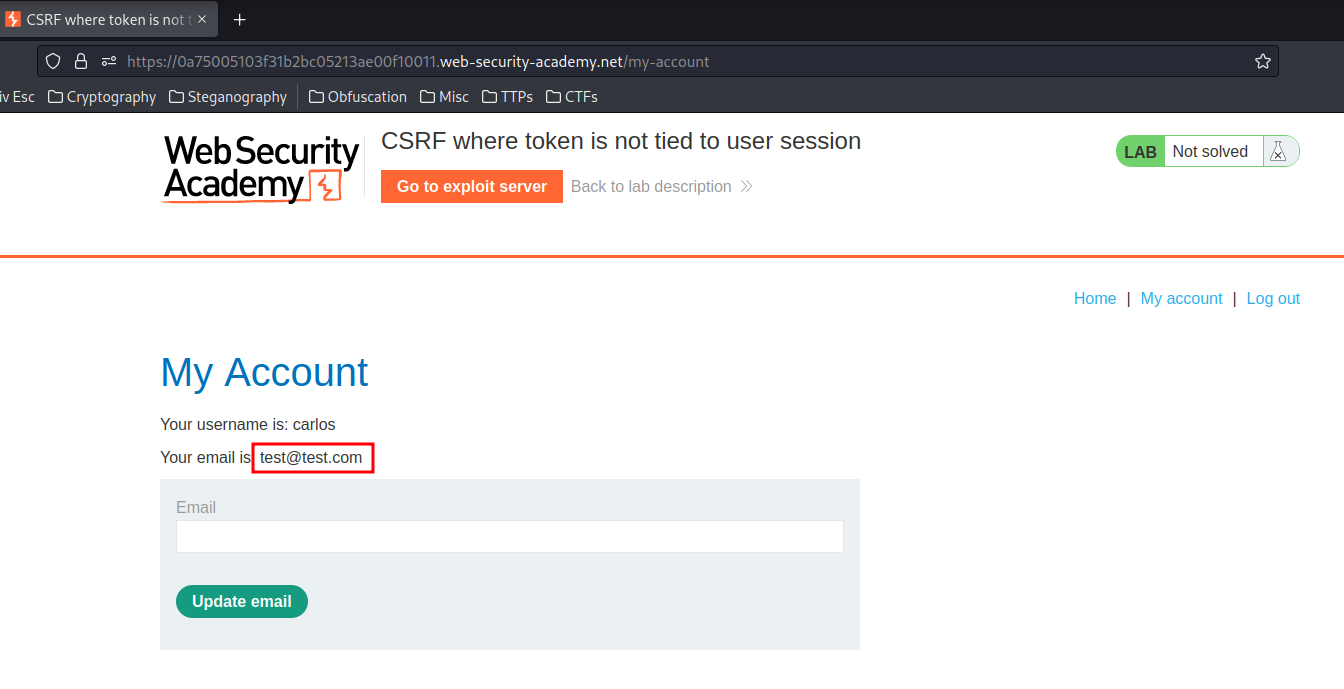 CSRF where token is not t
https://0a75005103f31b2bc05213ae00f10011.web-security-academy.net/my-account
iv Esc Cryptography Steganography Obfuscation Misc TTPs CTFs
Web Security
Academy
CSRF where token is not tied to user session
LAB Not solved
Go to exploit server Back to lab description
Home | My account | Log out
My Account
Your username is: carlos
Your email is test@test.com
Email
Update email